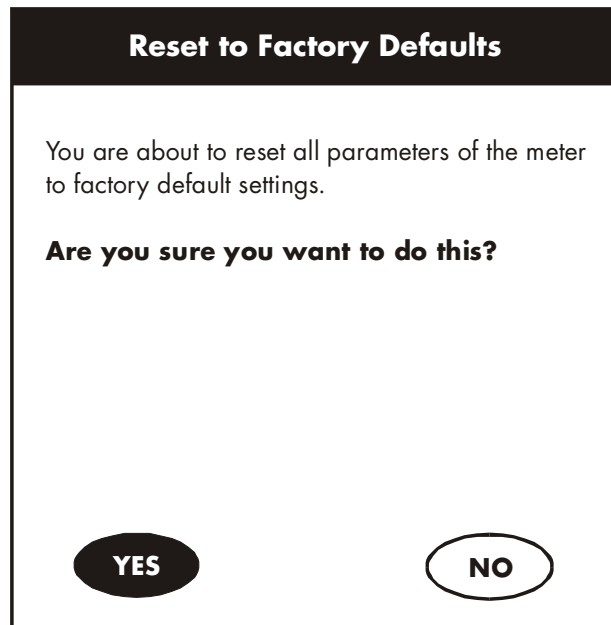 Reset to Factory Defaults
You are about to reset all parameters of the meter
to factory default settings.
Are you sure you want to do this?
YES
NO